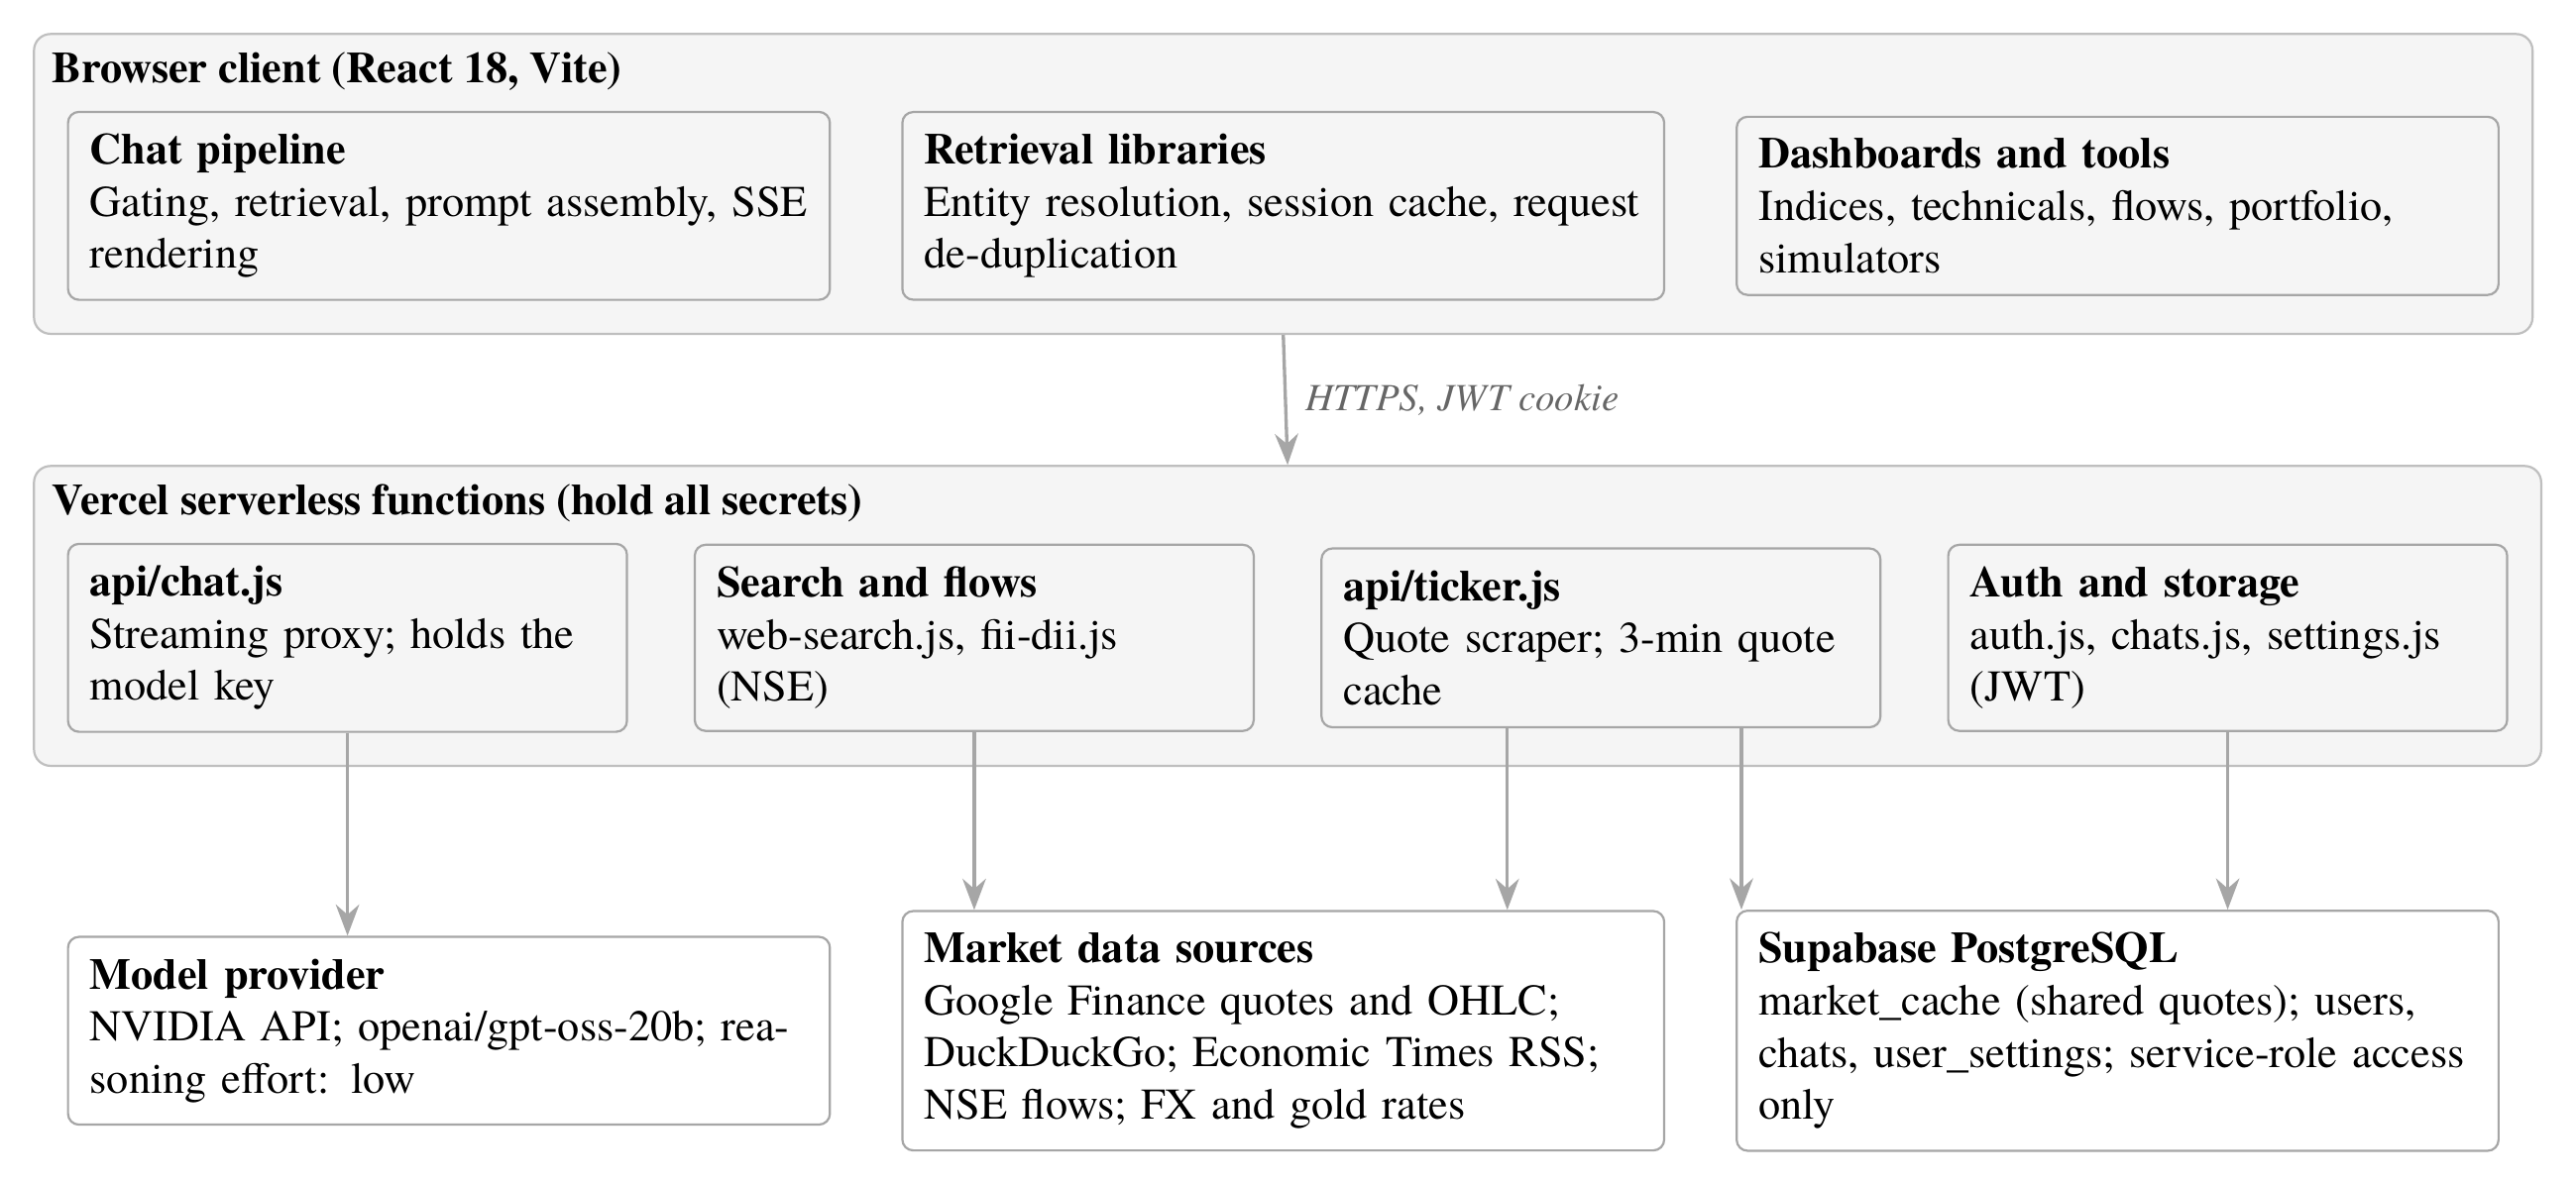 Browser client (React 18, Vite)
Chat pipeline
Gating, retrieval, prompt assembly, SSE
rendering
Retrieval libraries
Entity resolution, session cache, request
de-duplication
Dashboards and tools
Indices, technicals, flows, portfolio,
simulators
HTTPS, JWT cookie
Vercel serverless functions (hold all secrets)
api/chat.js
Streaming proxy; holds the
model key
Search and flows
web-search.js, fii-dii.js
(NSE)
api/ticker.js
Quote scraper; 3-min quote
cache
Auth and storage
auth.js, chats.js, settings.js
(JWT)
Model provider
NVIDIA API; openai/gpt-oss-20b; rea-
soning effort: low
Market data sources
Google Finance quotes and OHLC;
DuckDuckGo; Economic Times RSS;
NSE flows; FX and gold rates
Supabase PostgreSQL
market_cache (shared quotes); users,
chats, user_settings; service-role access
only